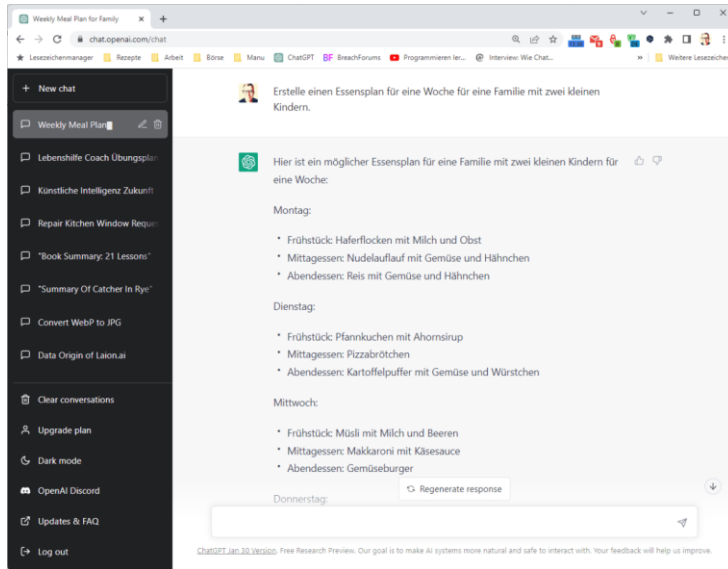 Weekly Meal Plan for Family
chat.openai.com/chat
Lesezeichenmanager Rezepte Arbeit Börse Manu ChatGPT BF BreachForums Programmieren ler... Interview: Wie Chat... Weitere Lesezeichen
+ New chat
Weekly Meal Plan
Lebenshilfe Coach Übungsplan
Künstliche Intelligenz Zukunft
Repair Kitchen Window Reques
"Book Summary: 21 Lessons"
"Summary Of Catcher In Rye"
Convert WebP to JPG
Data Origin of Laion.ai
Clear conversations
Upgrade plan
Dark mode
OpenAI Discord
Updates & FAQ
Log out
Erstelle einen Essensplan für eine Woche für eine Familie mit zwei kleinen
Kindern.
Hier ist ein möglicher Essensplan für eine Familie mit zwei kleinen Kindern für
eine Woche:
Montag:
• Frühstück: Haferflocken mit Milch und Obst
• Mittagessen: Nudelauflauf mit Gemüse und Hähnchen
• Abendessen: Reis mit Gemüse und Hähnchen
Dienstag:
• Frühstück: Pfannkuchen mit Ahornsirup
• Mittagessen: Pizzabrötchen
• Abendessen: Kartoffelpuffer mit Gemüse und Würstchen
Mittwoch:
• Frühstück: Müsli mit Milch und Beeren
• Mittagessen: Makkaroni mit Käsesauce
• Abendessen: Gemüseburger
Donnerstag:
Regenerate response
ChatGPT Jan 30 Version. Free Research Preview. Our goal is to make AI systems more natural and safe to interact with. Your feedback will help us improve.